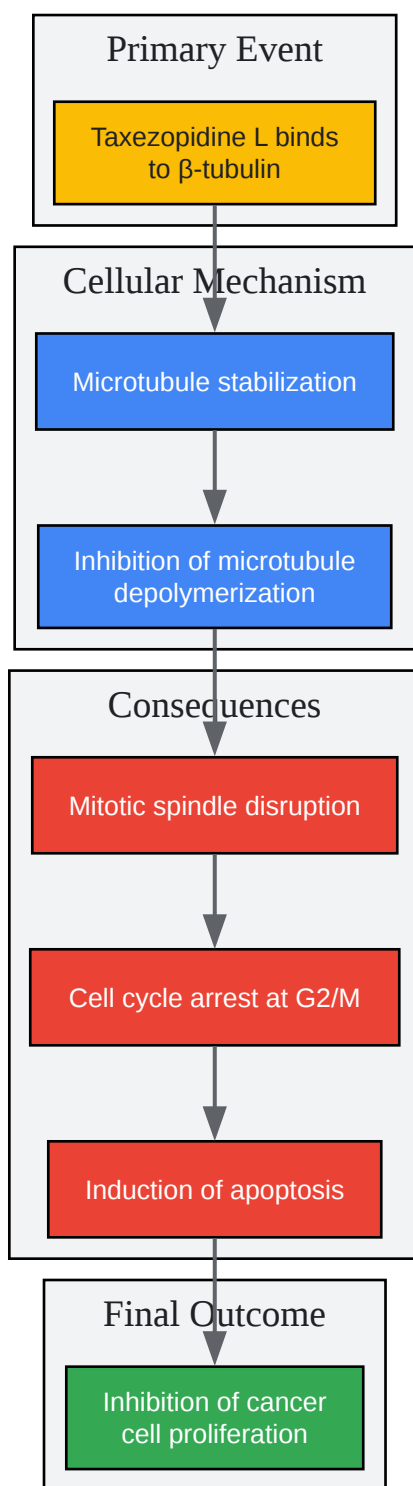 Primary Event
Taxezopidine L binds
to β-tubulin
Cellular Mechanism
Microtubule stabilization
Inhibition of microtubule
depolymerization
Consequences
Mitotic spindle disruption
Cell cycle arrest at G2/M
Induction of apoptosis
Final Outcome
Inhibition of cancer
cell proliferation